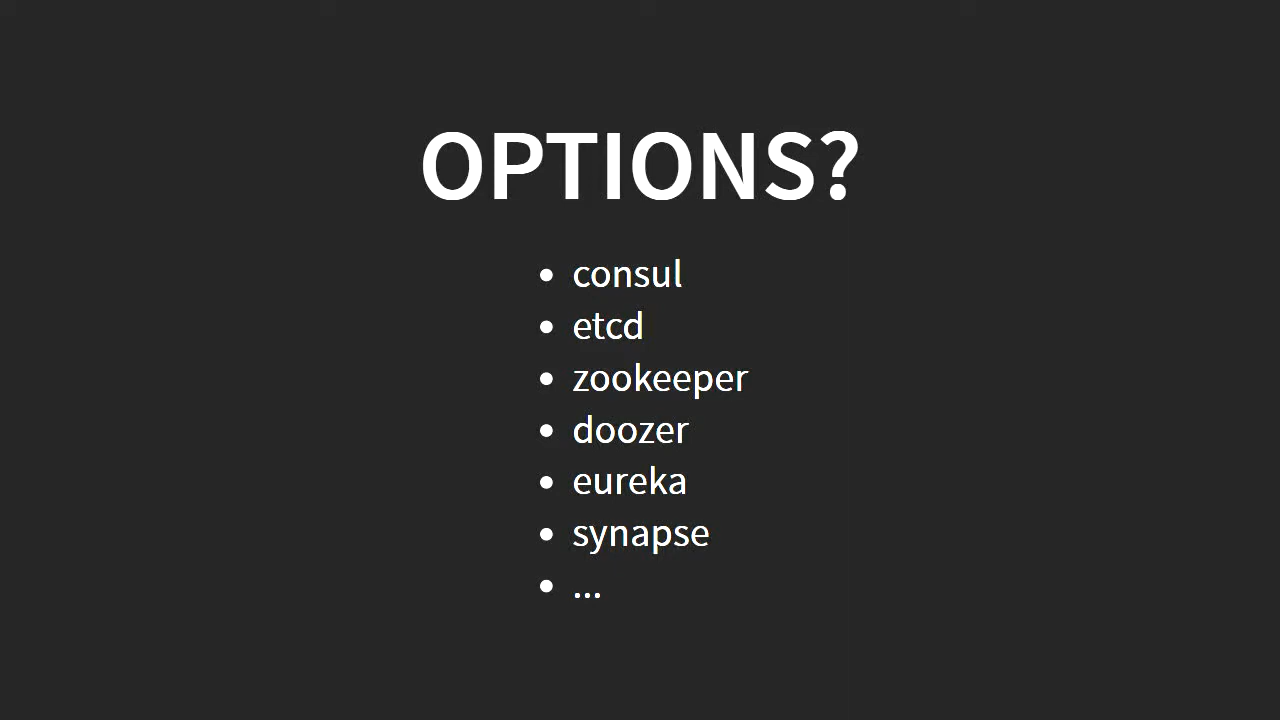 OPTIONS?
• consul
• etcd
• zookeeper
• doozer
• eureka
• synapse
• ...